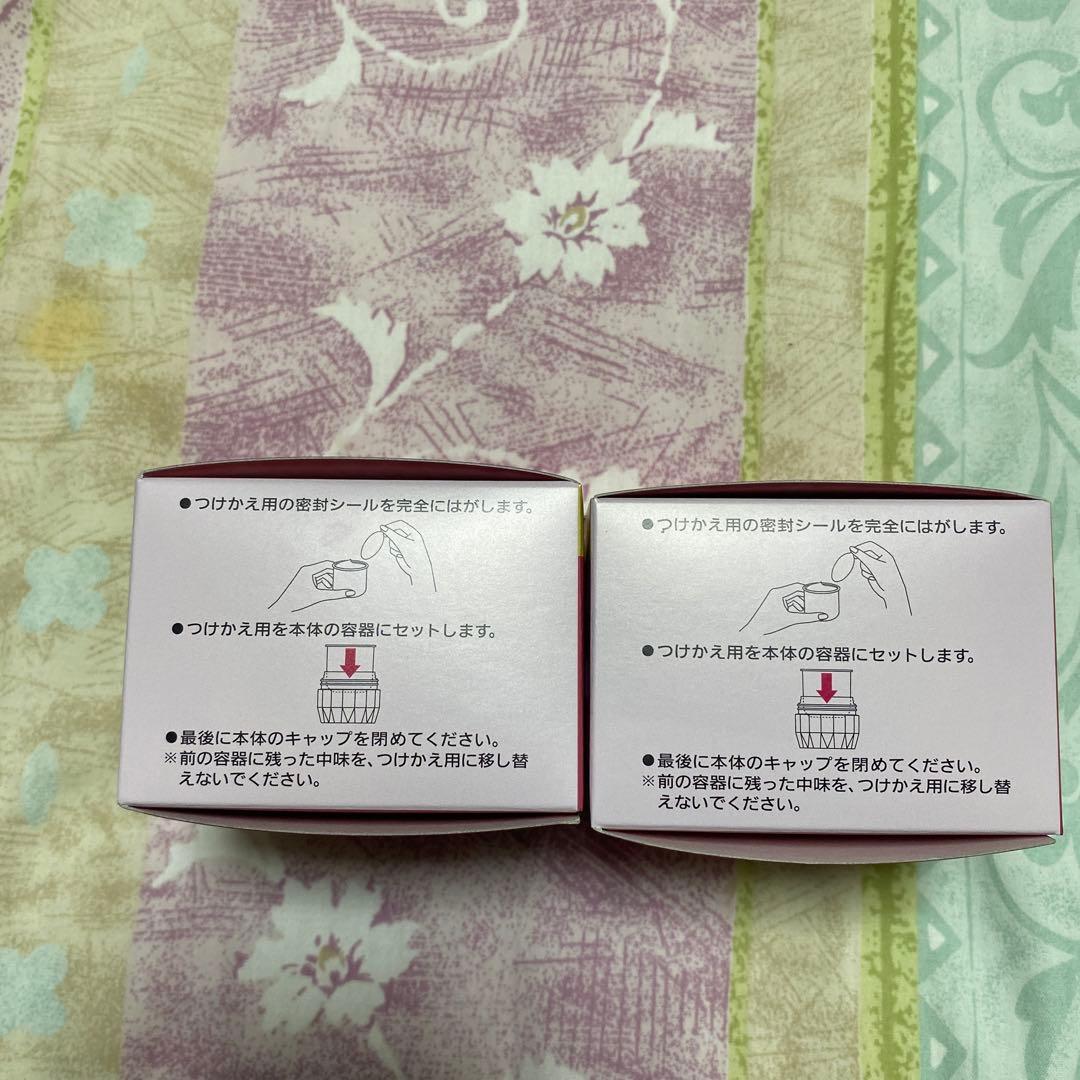 ●つけかえ用の密封シールを完全にはがします。
●つけかえ用を本体の容器にセットします。
●最後に本体のキャップを閉めてください。
※前の容器に残った中味を、つけかえ用に移し替
えないでください。
●つけかえ用の密封シールを完全にはがします。
●つけかえ用を本体の容器にセットします。
●最後に本体のキャップを閉めてください。
※前の容器に残った中味を、つけかえ用に移し替
えないでください。